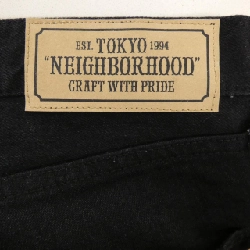 EST. TOKYO 1994
"NEIGHBORHOOD"
CRAFT WITH PRIDE